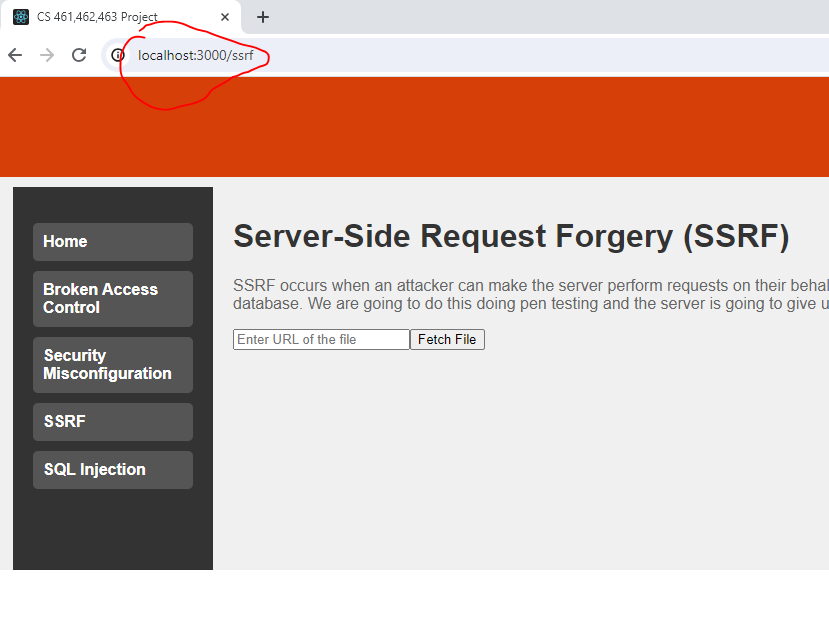 CS 461,462,463 Project
localhost:3000/ssrf
Home
Broken Access
Control
Security
Misconfiguration
SSRF
SQL Injection
Server-Side Request Forgery (SSRF)
SSRF occurs when an attacker can make the server perform requests on their behal
database. We are going to do this doing pen testing and the server is going to give u
Enter URL of the file Fetch File